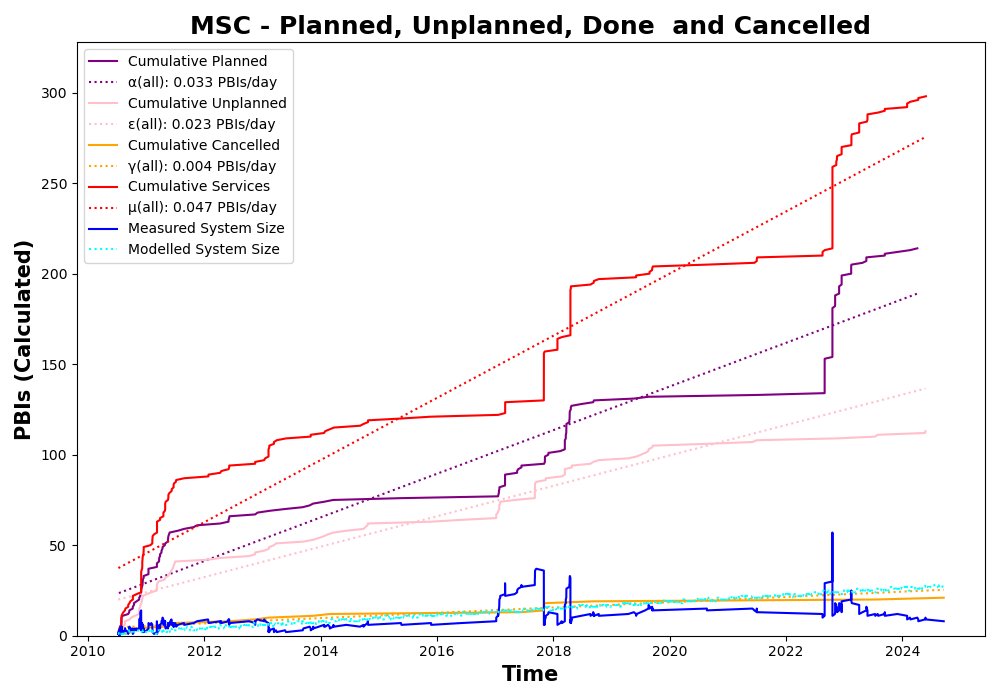 MSC - Planned, Unplanned, Done  and Cancelled
Cumulative Planned
α(all): 0.033 PBIs/day
Cumulative Unplanned
ε(all): 0.023 PBIs/day
Cumulative Cancelled
γ(all): 0.004 PBIs/day
Cumulative Services
μ(all): 0.047 PBIs/day
Measured System Size
Modelled System Size
PBIs (Calculated)
300
250
200
150
100
50
0
2010 2012 2014 2016 2018 2020 2022 2024
Time